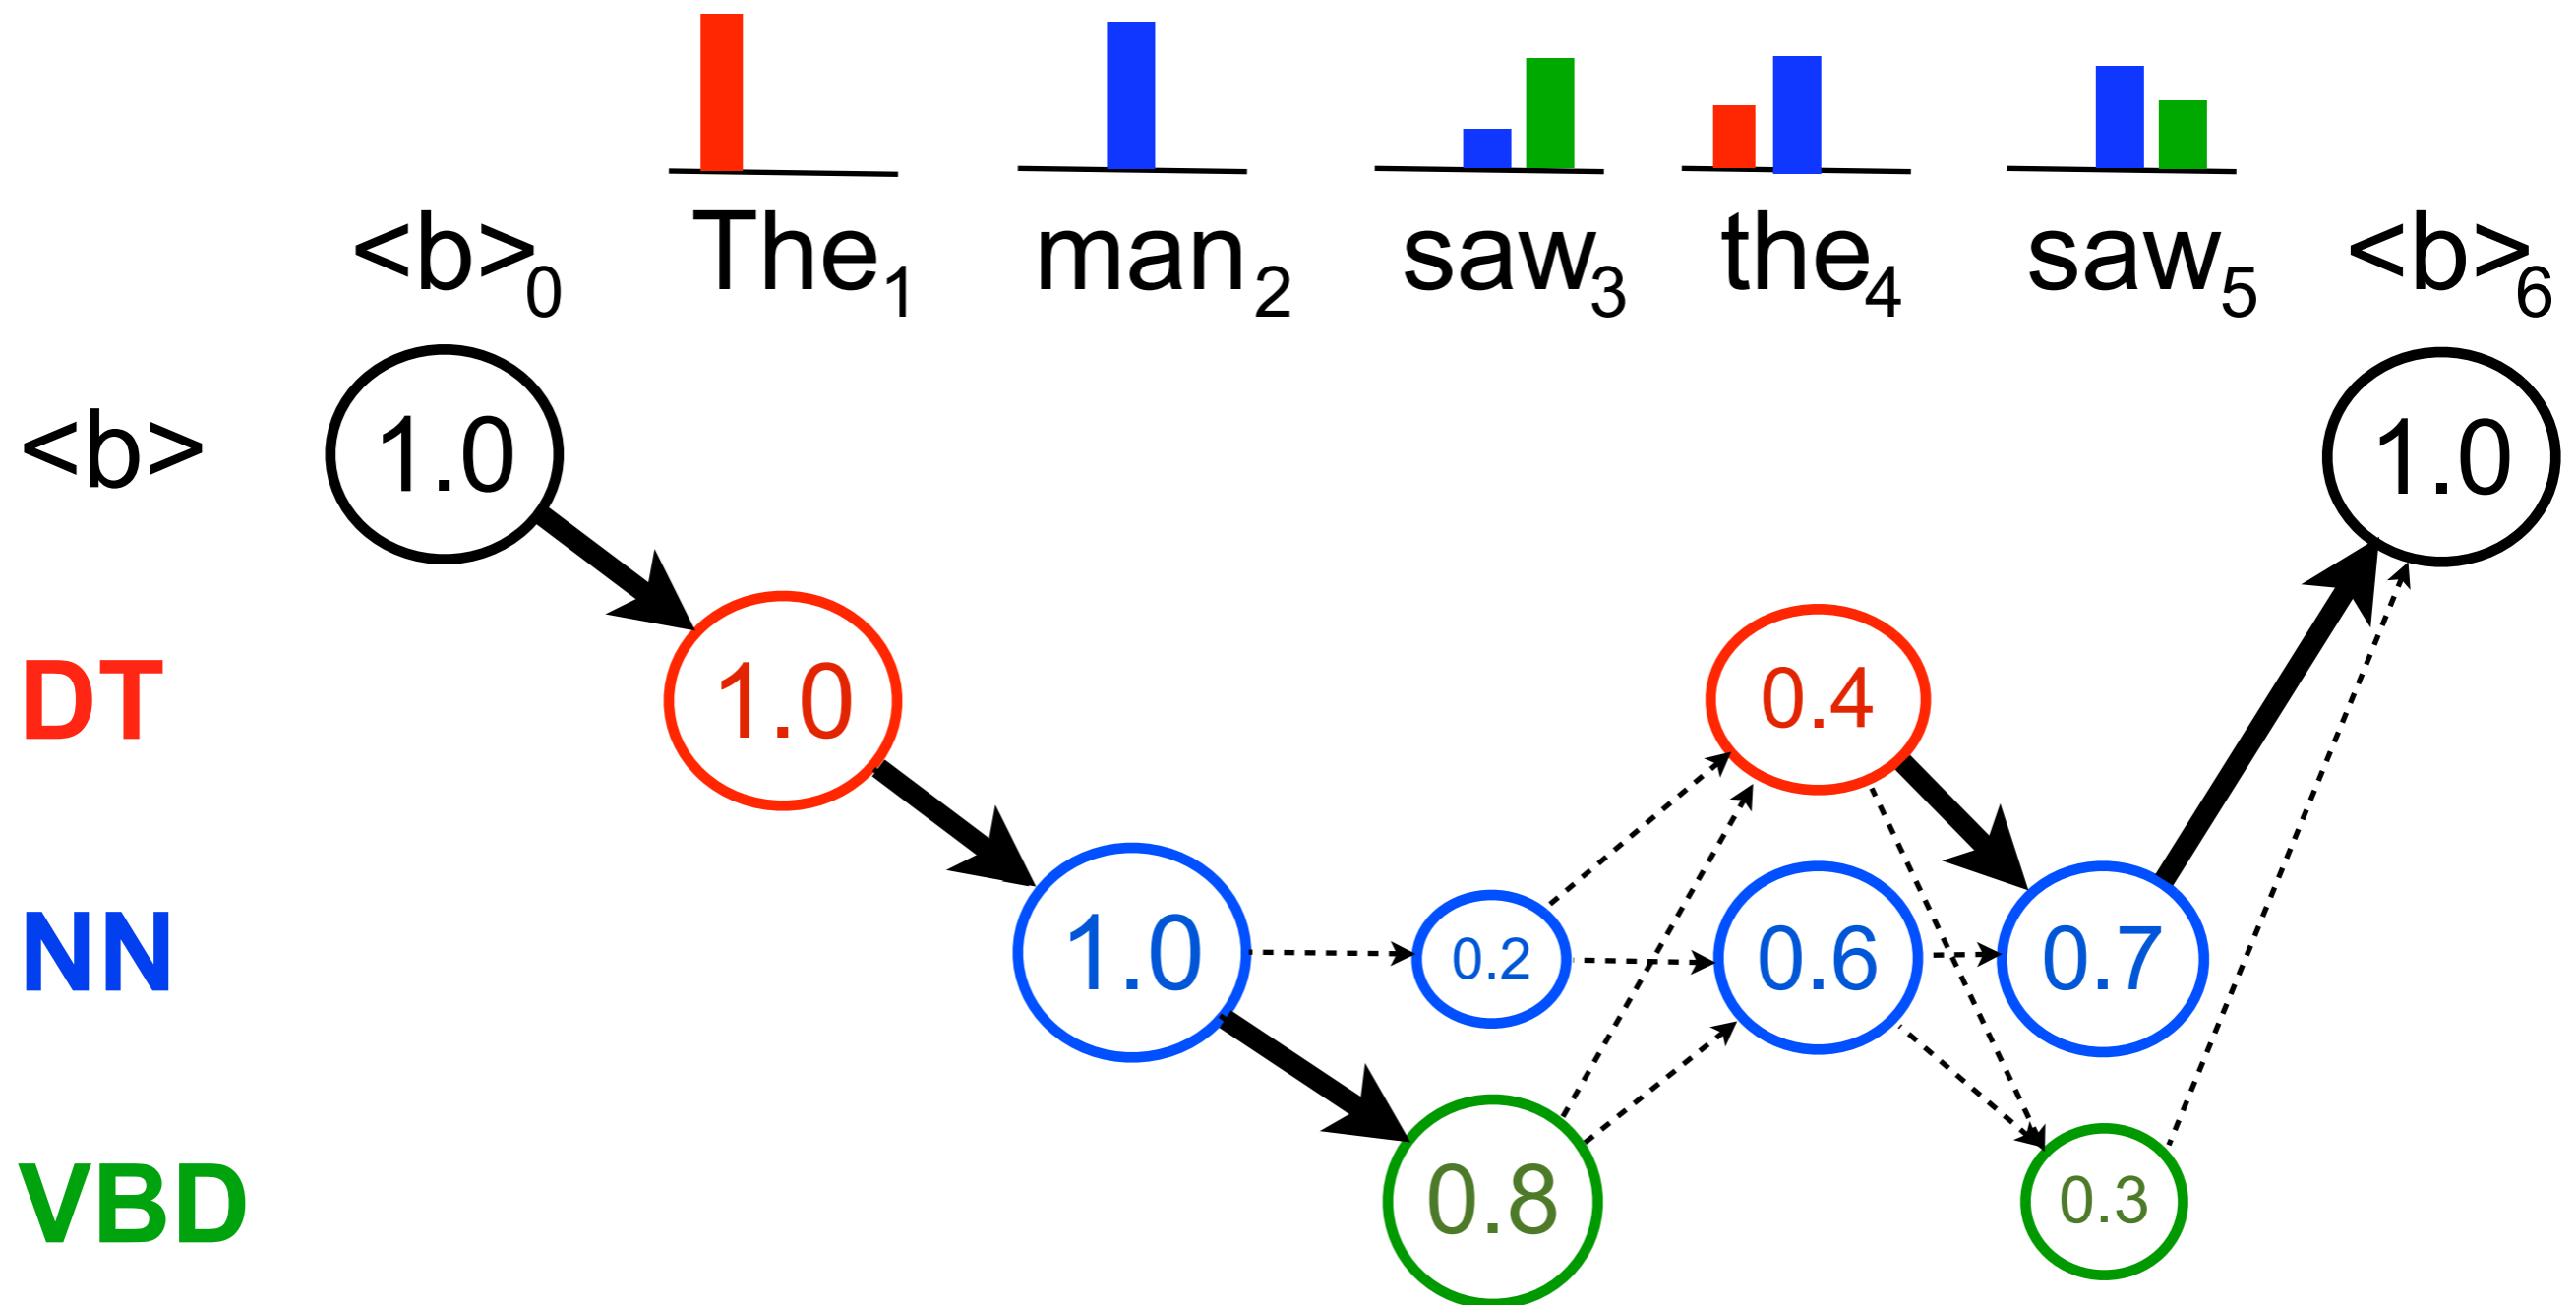 <b>0 The1 man2 saw3 the4 saw5 <b>6
<b> 1.0 1.0
DT 1.0 0.4
NN 1.0 0.2 0.6 0.7
VBD 0.8 0.3